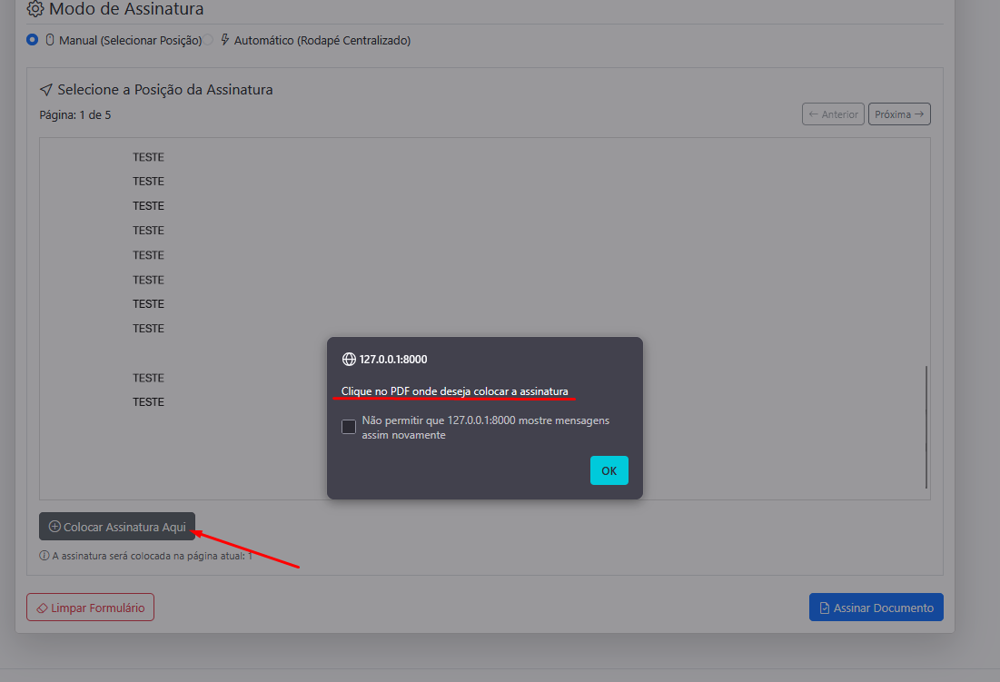 Modo de Assinatura
Manual (Selecionar Posição) Automático (Rodapé Centralizado)
Selecione a Posição da Assinatura
Página: 1 de 5
← Anterior
Próxima →
TESTE
TESTE
TESTE
TESTE
TESTE
TESTE
TESTE
TESTE
TESTE
TESTE
127.0.0.1:8000
Clique no PDF onde deseja colocar a assinatura
Não permitir que 127.0.0.1:8000 mostre mensagens
assim novamente
OK
Colocar Assinatura Aqui
A assinatura será colocada na página atual: 1
Limpar Formulário
Assinar Documento